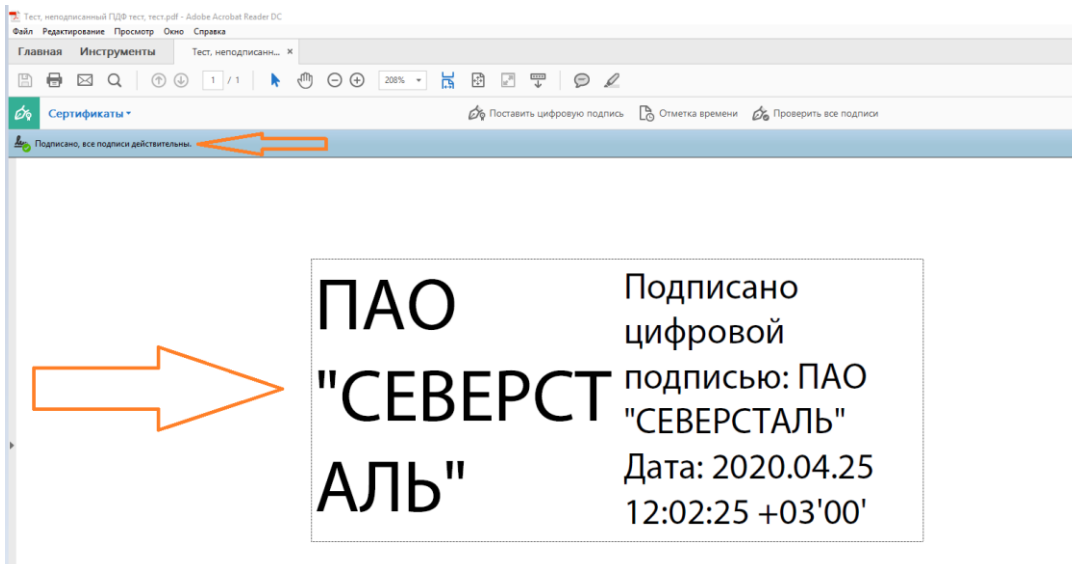 Тест, неподписанный ПДФ тест, тест.pdf - Adobe Acrobat Reader DC
Файл Редактирование Просмотр Окно Справка
Главная Инструменты Тест, неподписанн... ×
1 / 1 208%
Сертификаты Поставить цифровую подпись Отметка времени Проверить все подписи
Подписано, все подписи действительны.
ПАО
"СЕВЕРСТ
АЛЬ"
Подписано
цифровой
подписью: ПАО
"СЕВЕРСТАЛЬ"
Дата: 2020.04.25
12:02:25 +03'00'